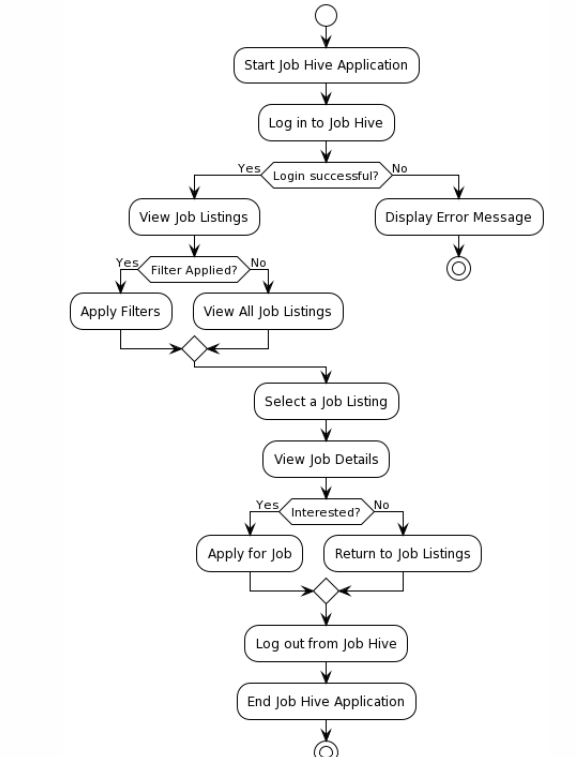 Start Job Hive Application
Log in to Job Hive
Yes
Login successful?
No
View Job Listings
Display Error Message
Yes
Filter Applied?
No
Apply Filters
View All Job Listings
Select a Job Listing
View Job Details
Yes
Interested?
No
Apply for Job
Return to Job Listings
Log out from Job Hive
End Job Hive Application